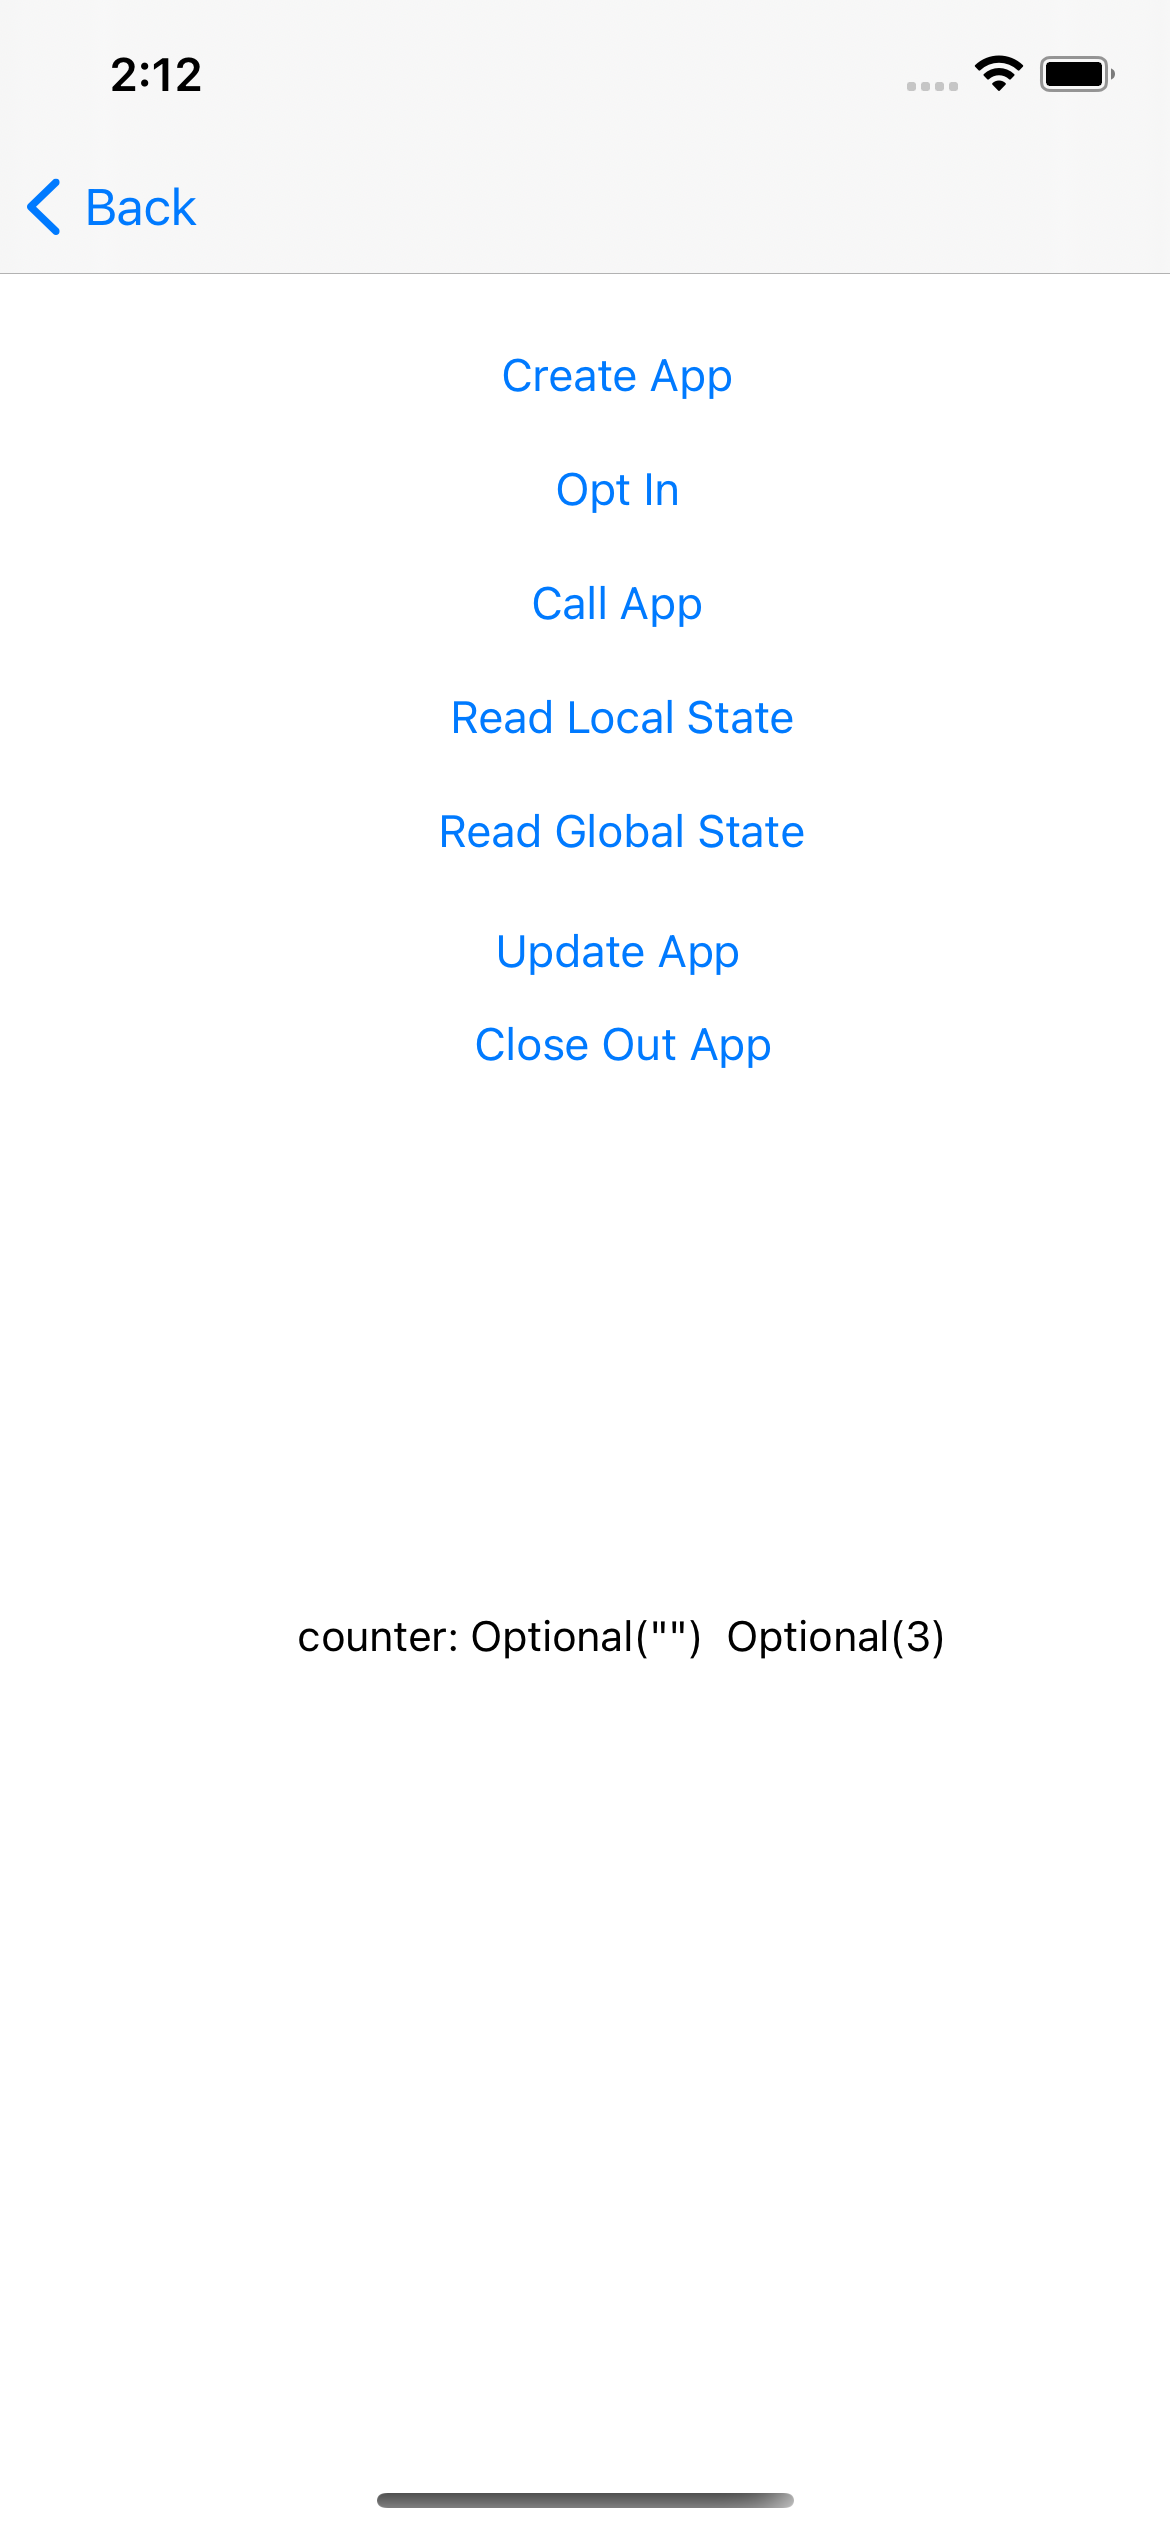 2:12
Back
Create App
Opt In
Call App
Read Local State
Read Global State
Update App
Close Out App
counter: Optional("")  Optional(3)